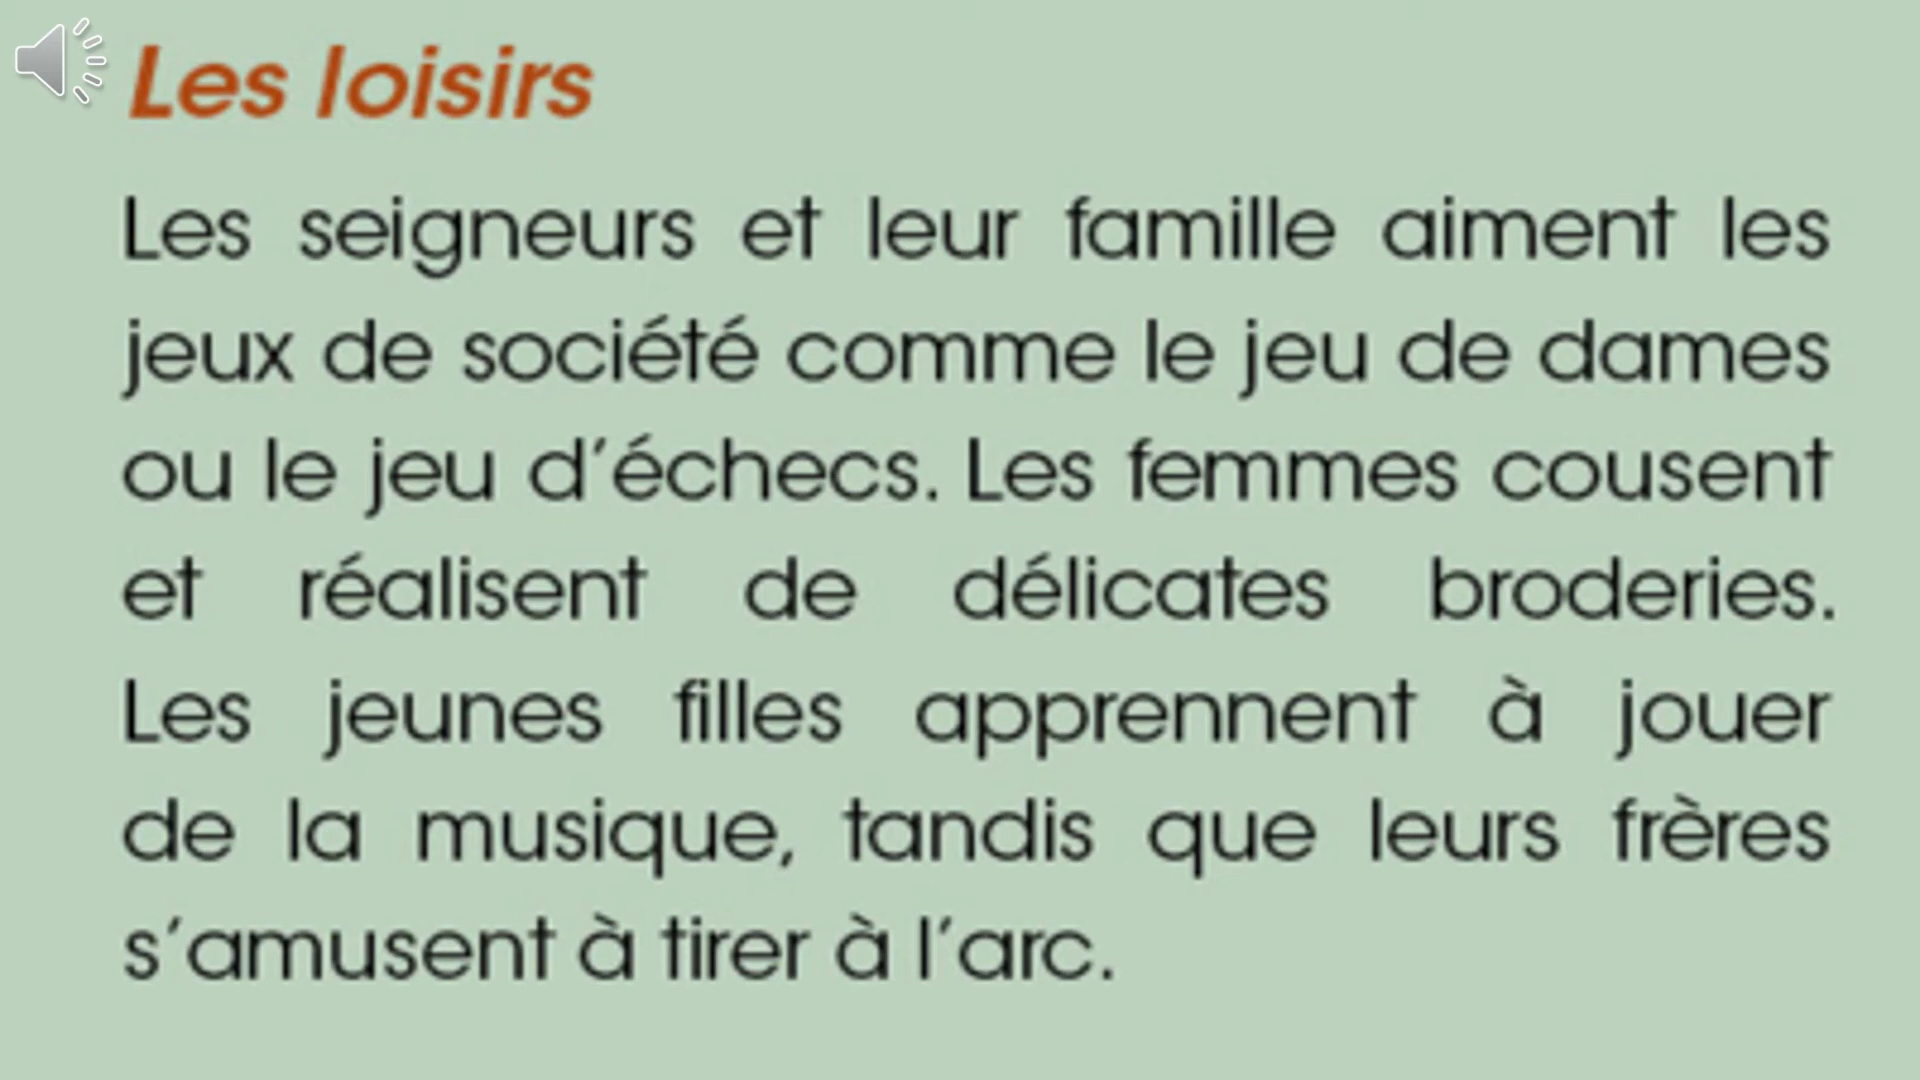 Les loisirs
Les seigneurs et leur famille aiment les
jeux de société comme le jeu de dames
ou le jeu d’échecs. Les femmes cousent
et réalisent de délicates broderies.
Les jeunes filles apprennent à jouer
de la musique, tandis que leurs frères
s’amusent à tirer à l’arc.